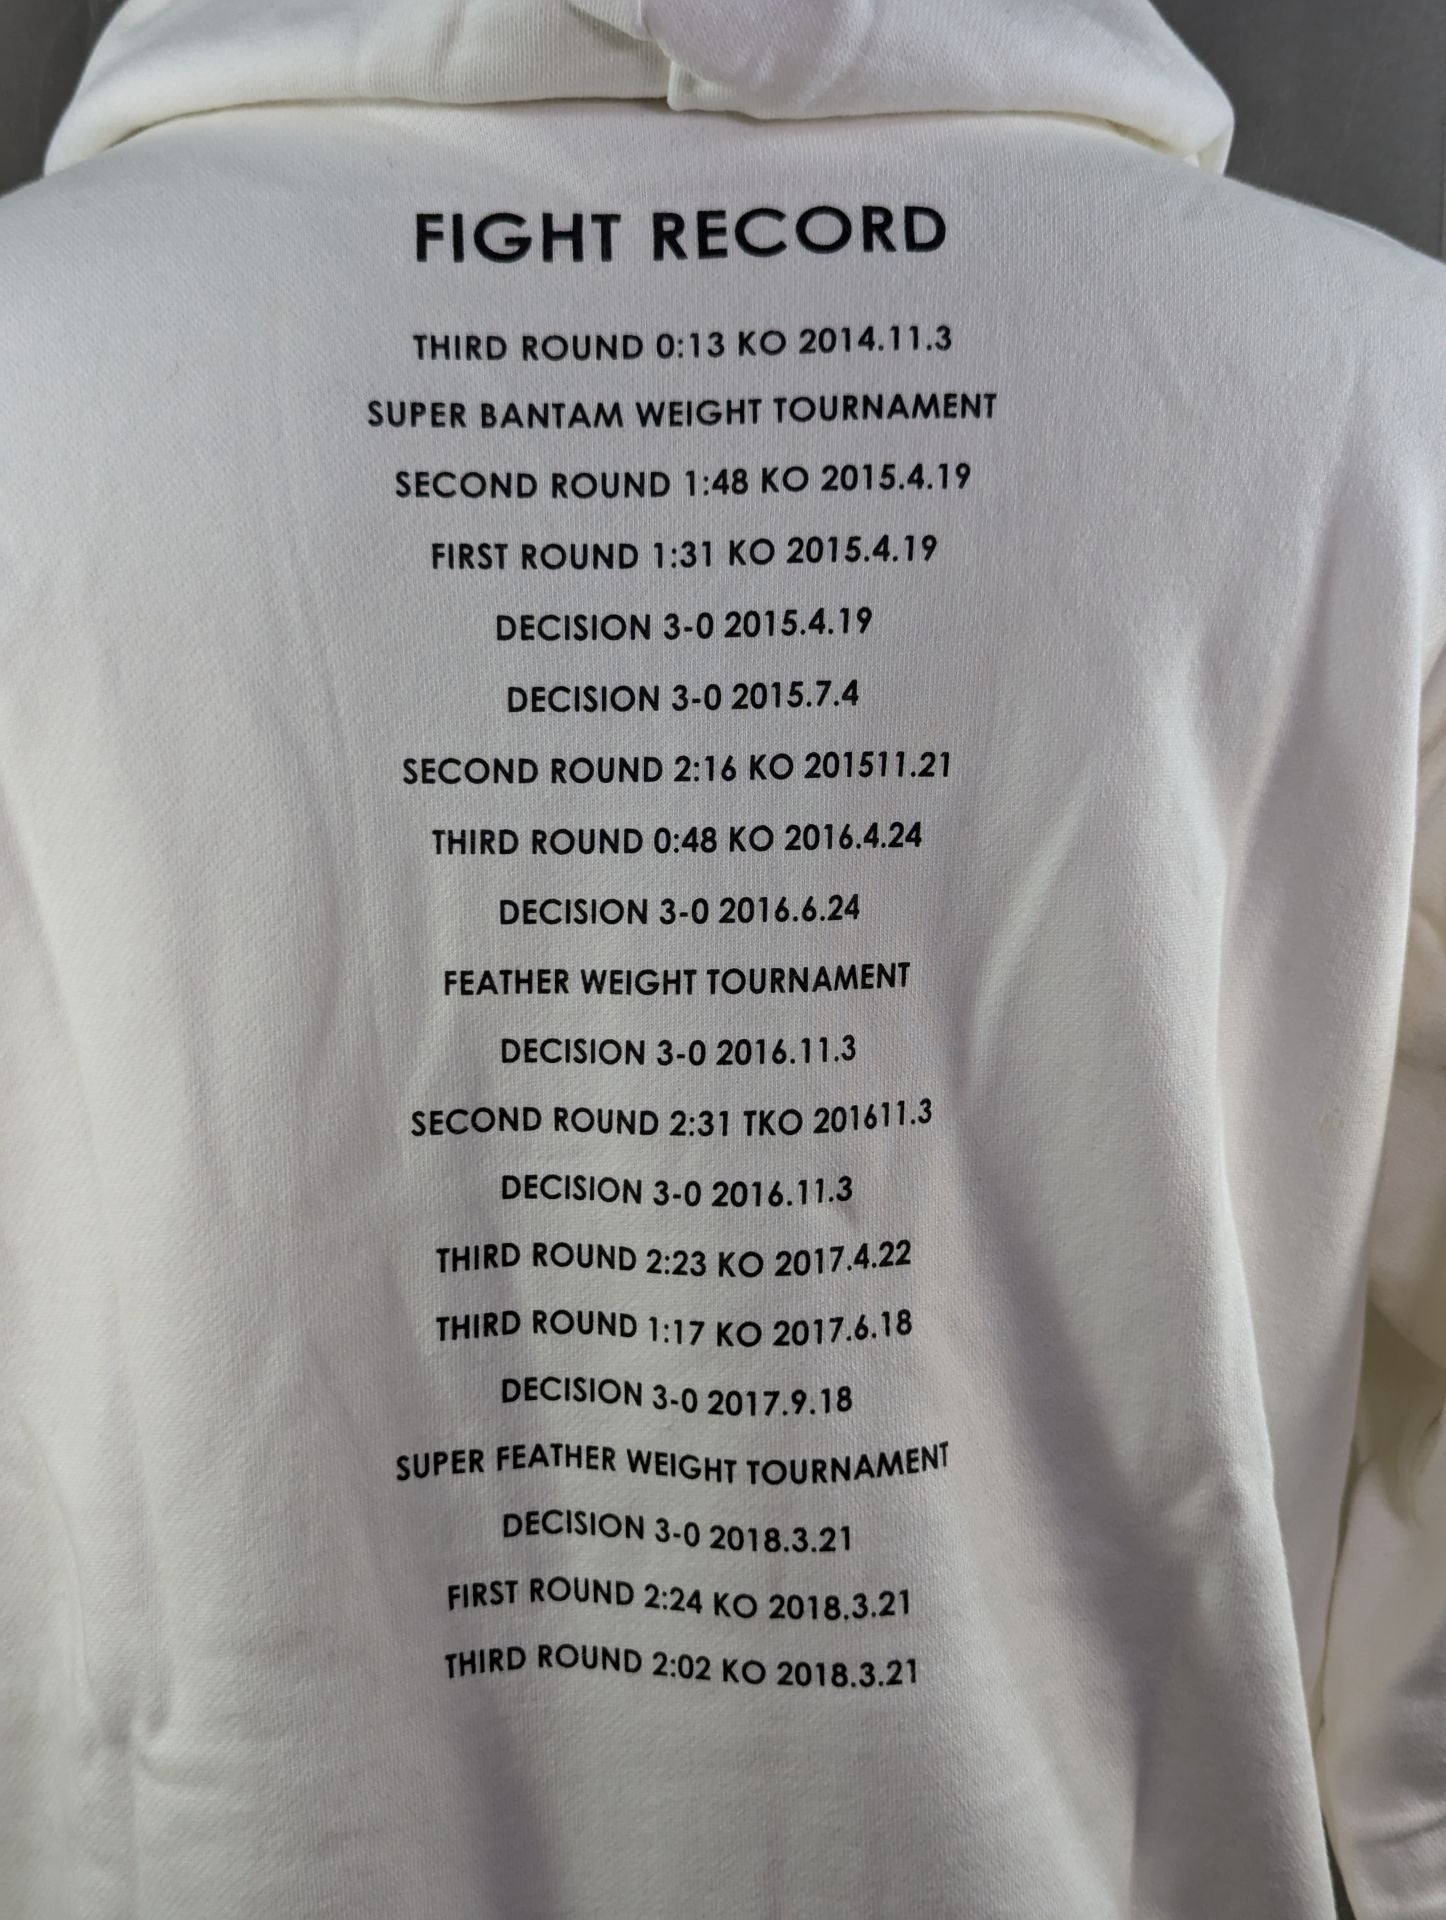 FIGHT RECORD
THIRD ROUND 0:13 KO 2014.11.3
SUPER BANTAM WEIGHT TOURNAMENT
SECOND ROUND 1:48 KO 2015.4.19
FIRST ROUND 1:31 KO 2015.4.19
DECISION 3-0 2015.4.19
DECISION 3-0 2015.7.4
SECOND ROUND 2:16 KO 201511.21
THIRD ROUND 0:48 KO 2016.4.24
DECISION 3-0 2016.6.24
FEATHER WEIGHT TOURNAMENT
DECISION 3-0 2016.11.3
SECOND ROUND 2:31 TKO 201611.3
DECISION 3-0 2016.11.3
THIRD ROUND 2:23 KO 2017.4.22
THIRD ROUND 1:17 KO 2017.6.18
DECISION 3-0 2017.9.18
SUPER FEATHER WEIGHT TOURNAMENT
DECISION 3-0 2018.3.21
FIRST ROUND 2:24 KO 2018.3.21
THIRD ROUND 2:02 KO 2018.3.21